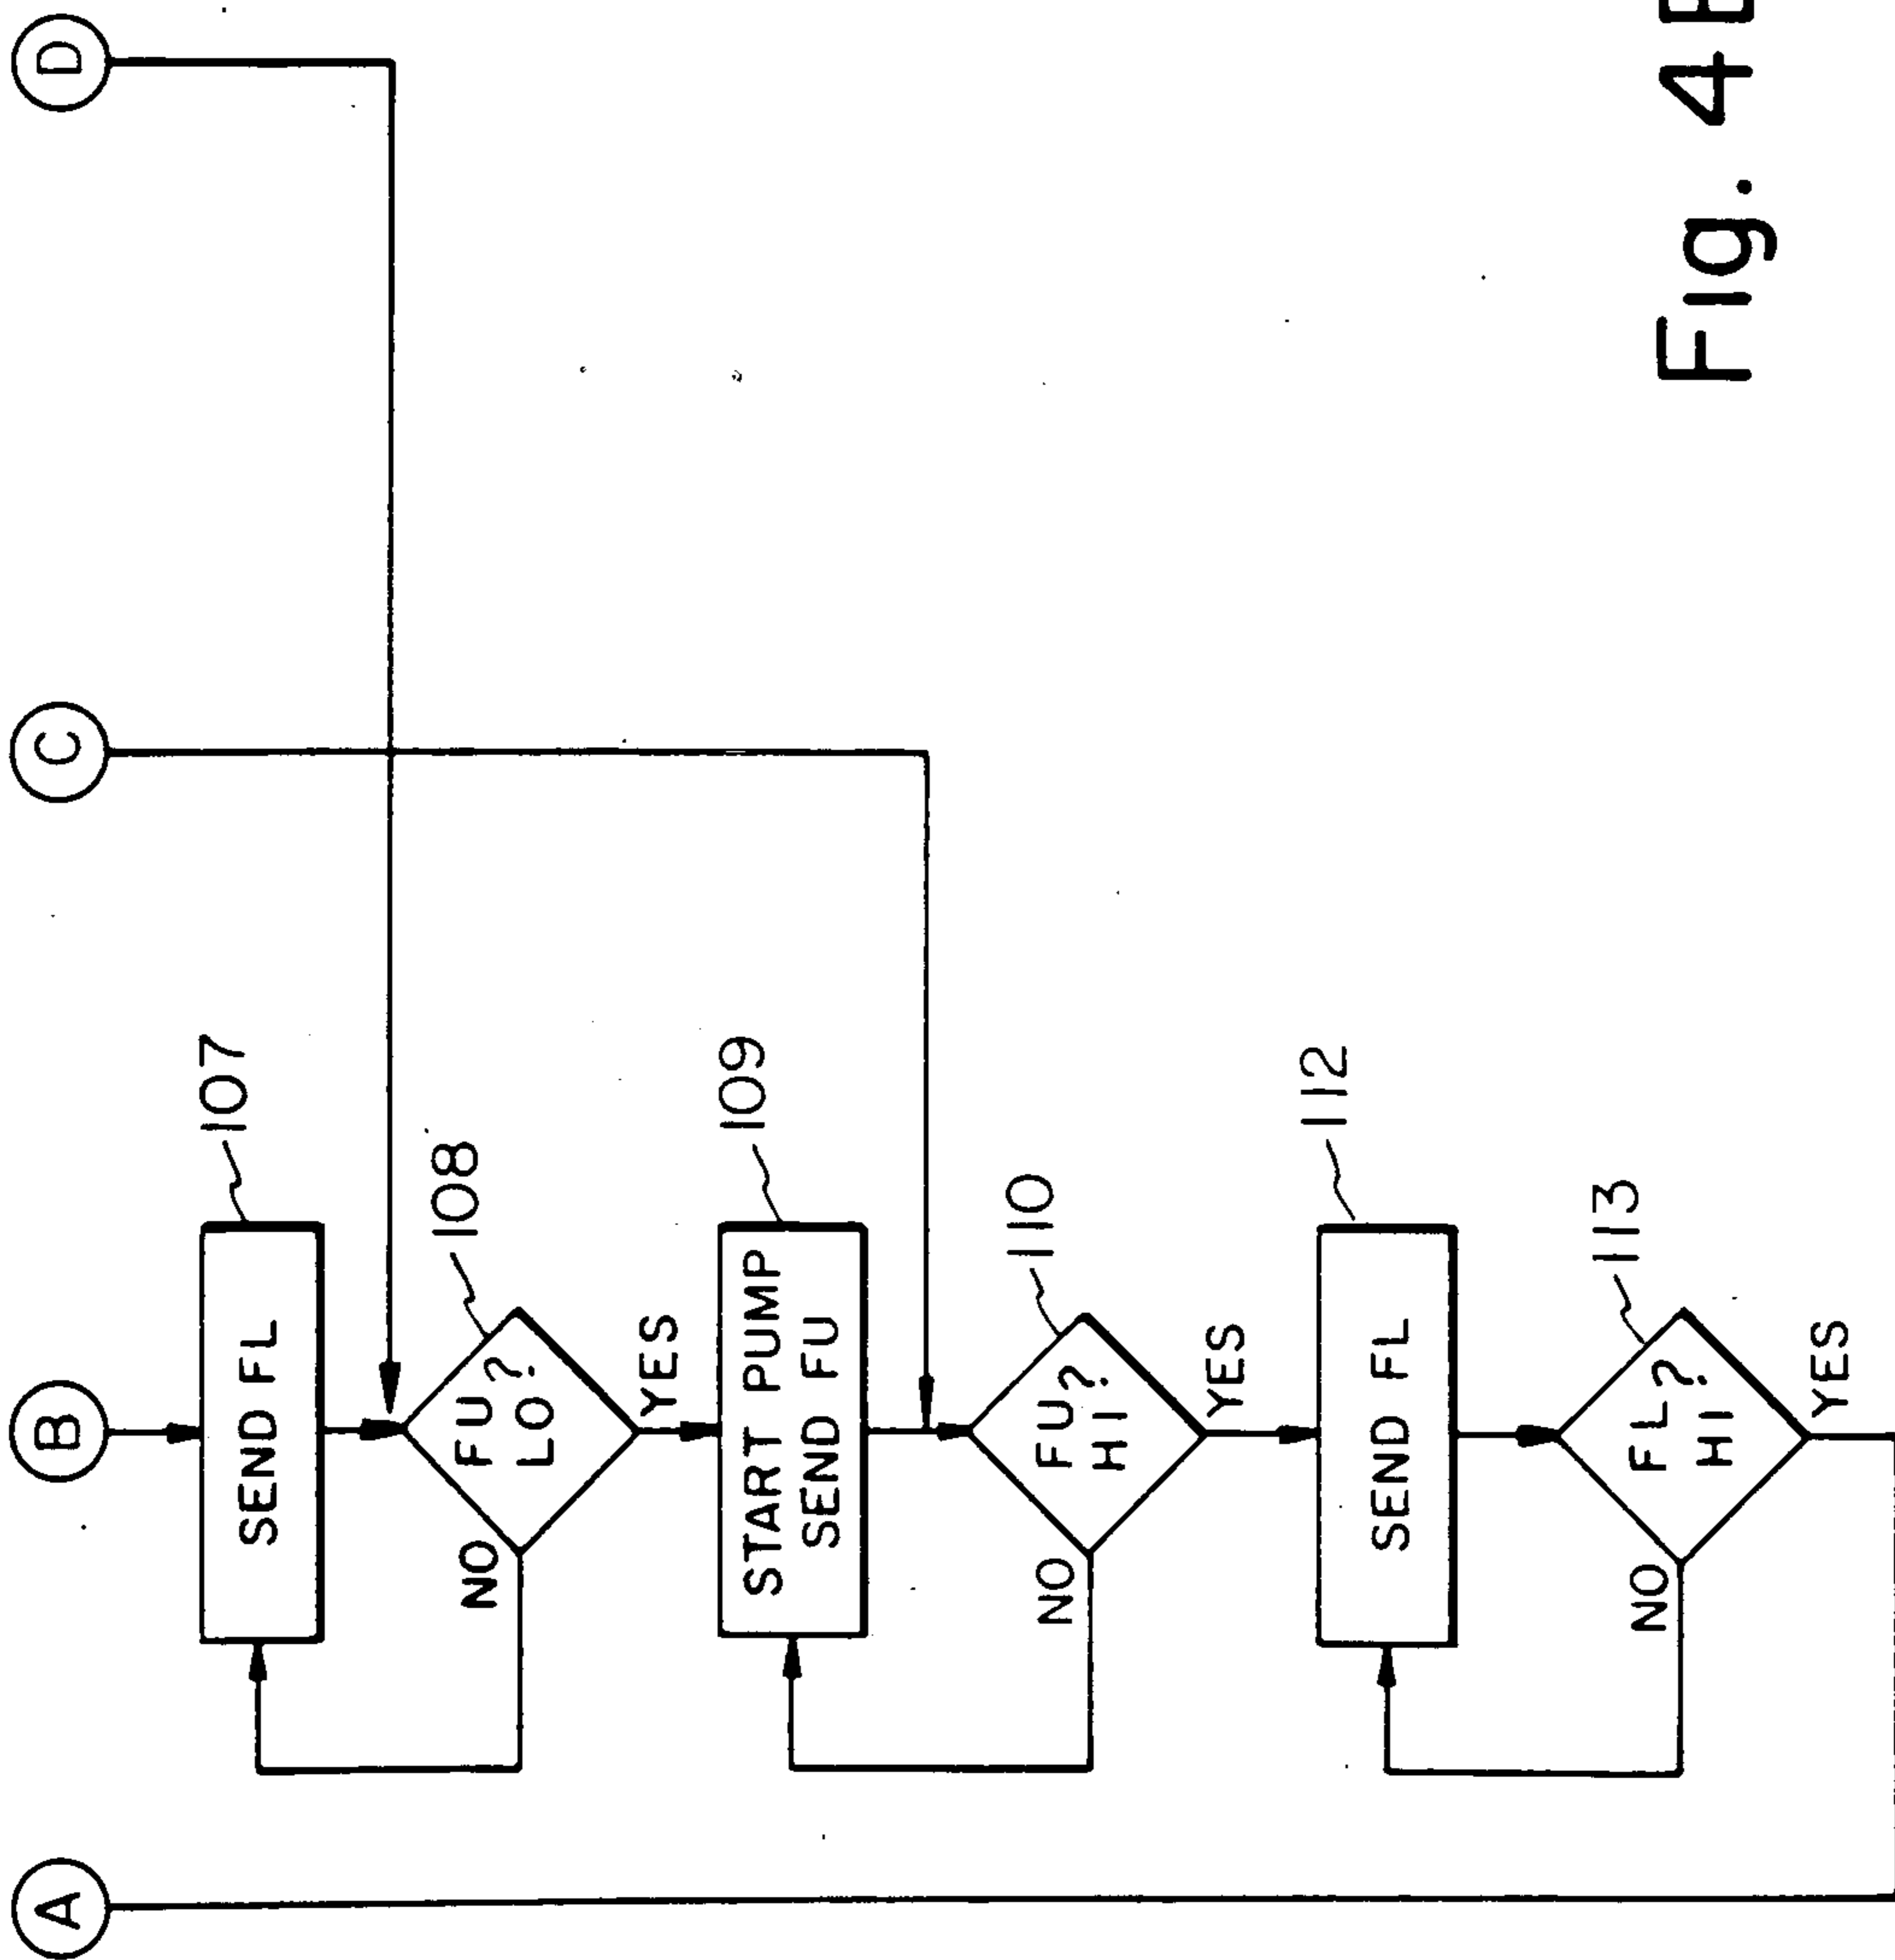 A
B
C
D
107
SEND FL
108
FU?
LO?
NO
YES
109
START PUMP
SEND FU
110
FU?
HI?
NO
YES
112
SEND FL
113
FL?
HI?
NO
YES
Fig. 4B